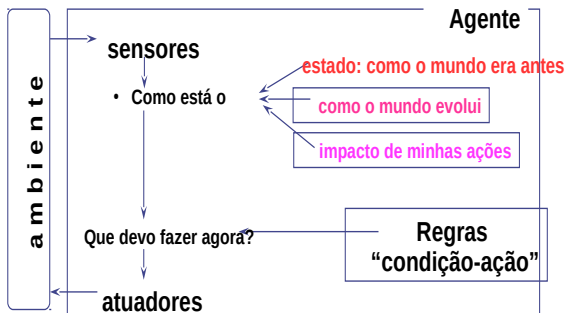 Agente
sensores
estado: como o mundo era antes
• Como está o
como o mundo evolui
impacto de minhas ações
ambiente
Que devo fazer agora?
Regras
“condição-ação”
atuadores